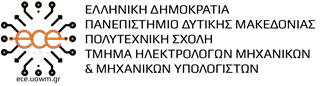 ece
ece.uowm.gr
ΕΛΛΗΝΙΚΗ ΔΗΜΟΚΡΑΤΙΑ
ΠΑΝΕΠΙΣΤΗΜΙΟ ΔΥΤΙΚΗΣ ΜΑΚΕΔΟΝΙΑΣ
ΠΟΛΥΤΕΧΝΙΚΗ ΣΧΟΛΗ
ΤΜΗΜΑ ΗΛΕΚΤΡΟΛΟΓΩΝ ΜΗΧΑΝΙΚΩΝ
& ΜΗΧΑΝΙΚΩΝ ΥΠΟΛΟΓΙΣΤΩΝ